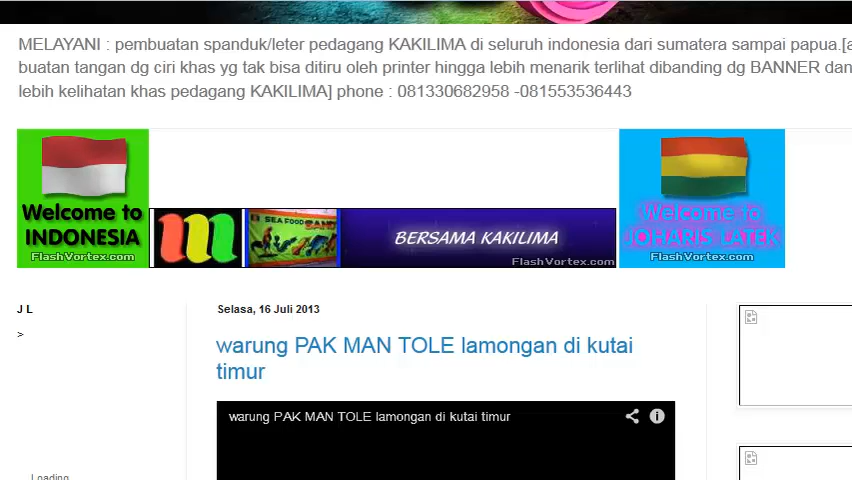 MELAYANI : pembuatan spanduk/leter pedagang KAKILIMA di seluruh indonesia dari sumatera sampai papua.[a
buatan tangan dg ciri khas yg tak bisa ditiru oleh printer hingga lebih menarik terlihat dibanding dg BANNER dan
lebih kelihatan khas pedagang KAKILIMA] phone : 081330682958 -081553536443
Welcome to
INDONESIA
FlashVortex.com
SEA FOOD
BERSAMA KAKILIMA
FlashVortex.com
Welcome to
JOHARIS LATEK
FlashVortex.com
J L
>
Loading
Selasa, 16 Juli 2013
warung PAK MAN TOLE lamongan di kutai
timur
warung PAK MAN TOLE lamongan di kutai timur